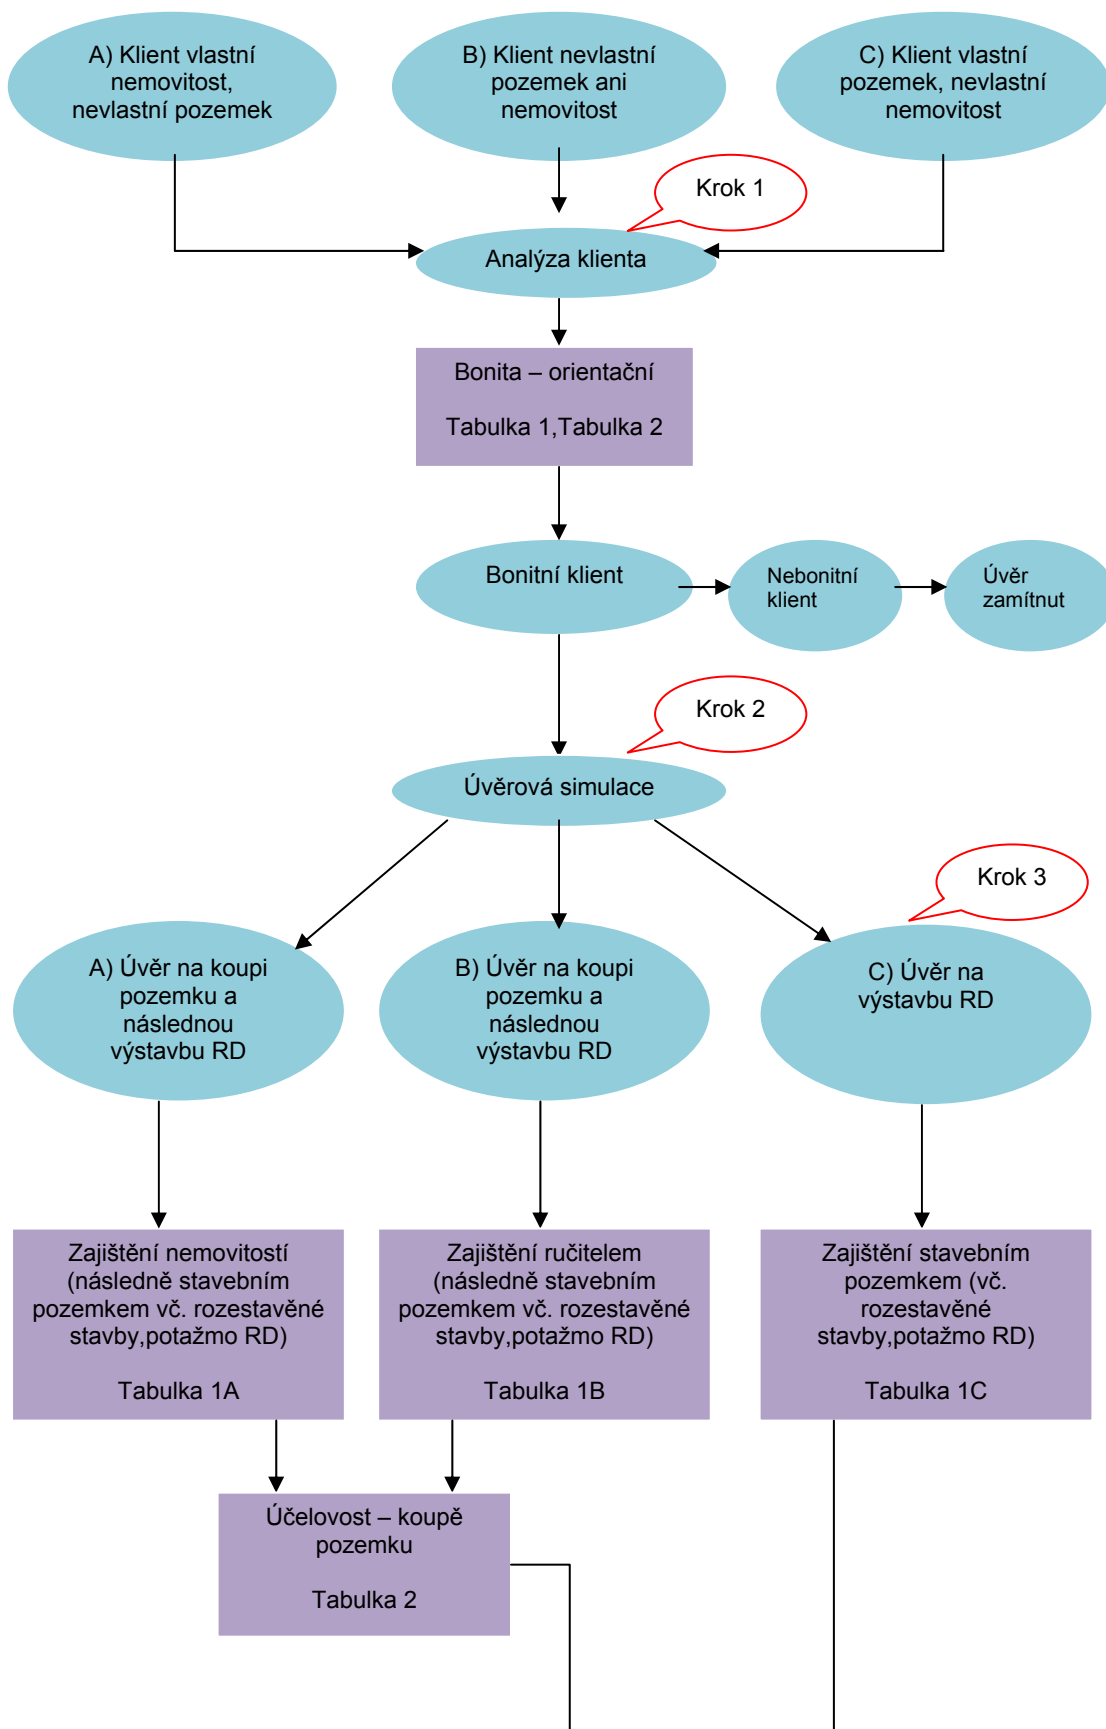 A) Klient vlastní
nemovitost,
nevlastní pozemek
B) Klient nevlastní
pozemek ani
nemovitost
C) Klient vlastní
pozemek, nevlastní
nemovitost
Krok 1
Analýza klienta
Bonita – orientační
Tabulka 1,Tabulka 2
Bonitní klient
Nebonitní
klient
Úvěr
zamítnut
Krok 2
Úvěrová simulace
Krok 3
A) Úvěr na koupi
pozemku a
následnou
výstavbu RD
B) Úvěr na koupi
pozemku a
následnou
výstavbu RD
C) Úvěr na
výstavbu RD
Zajištění nemovitostí
(následně stavebním
pozemkem vč. rozestavěné
stavby,potažmo RD)
Tabulka 1A
Zajištění ručitelem
(následně stavebním
pozemkem vč. rozestavěné
stavby,potažmo RD)
Tabulka 1B
Zajištění stavebním
pozemkem (vč.
rozestavěné
stavby,potažmo RD)
Tabulka 1C
Účelovost – koupě
pozemku
Tabulka 2